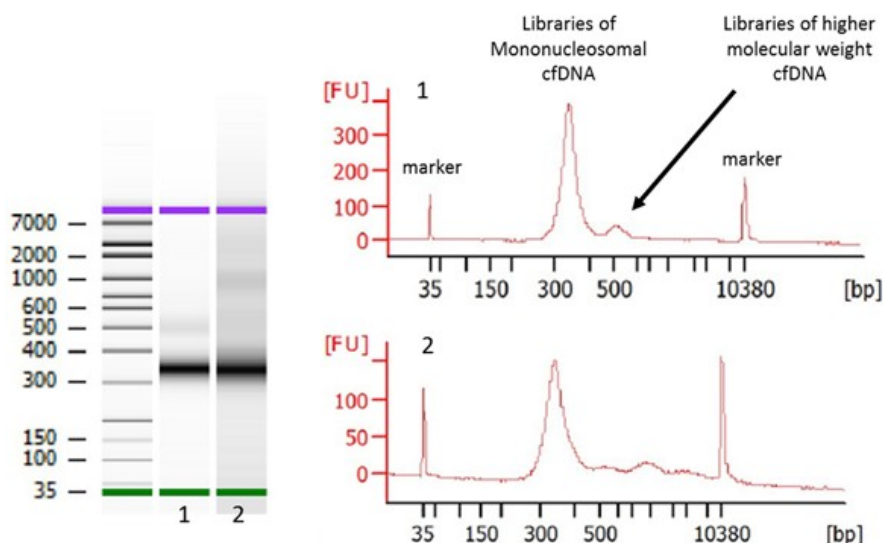 7000
2000
1000
600
500
400
300
150
100
35
1 2
Libraries of
Mononucleosomal
cfDNA
Libraries of higher
molecular weight
cfDNA
[FU] 1
300
200
100
0
marker
marker
35 150 300 500 10380 [bp]
[FU] 2
100
50
0
35 150 300 500 10380 [bp]